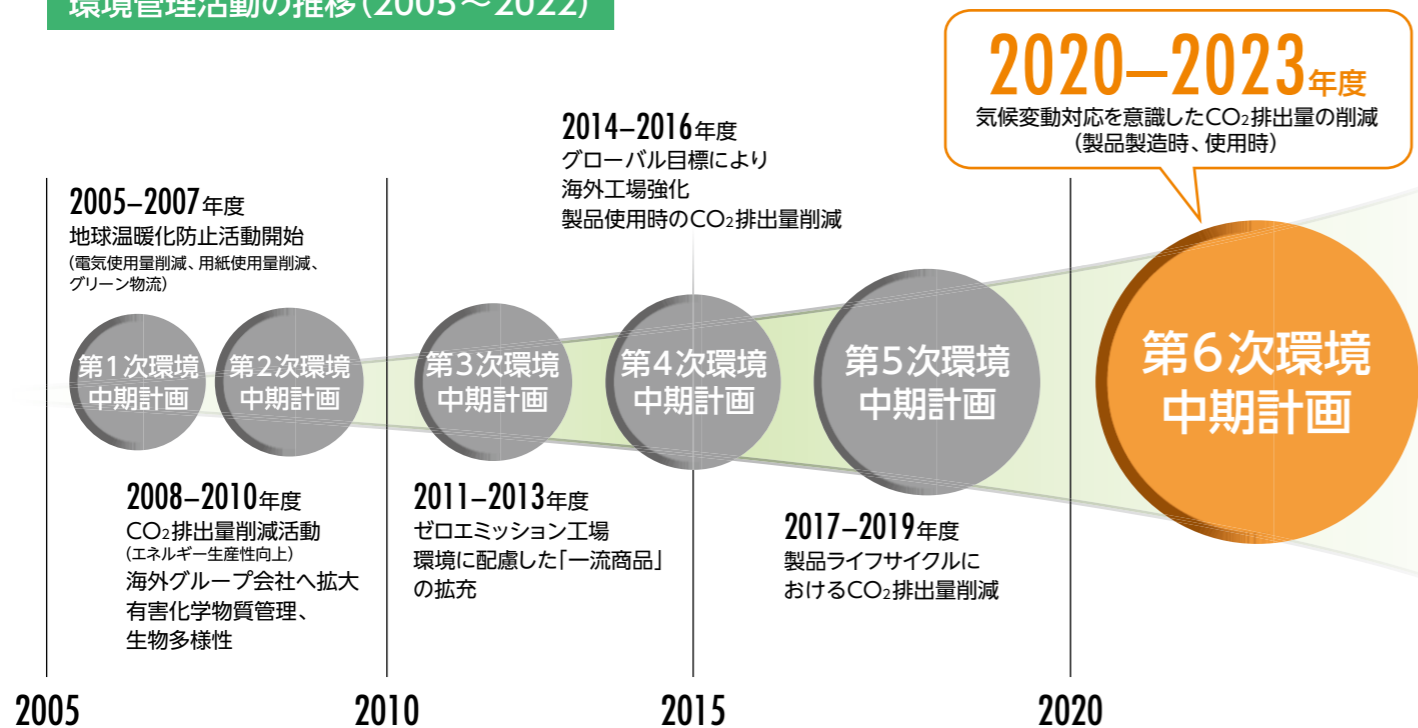 環境管理活動の推移（2005～2022）
2020–2023年度
気候変動対応を意識したCO₂排出量の削減
（製品製造時、使用時）
2014–2016年度
グローバル目標により
海外工場強化
製品使用時のCO₂排出量削減
2005–2007年度
地球温暖化防止活動開始
（電気使用量削減、用紙使用量削減、
グリーン物流）
第1次環境
中期計画
第2次環境
中期計画
第3次環境
中期計画
第4次環境
中期計画
第5次環境
中期計画
第6次環境
中期計画
2008–2010年度
CO₂排出量削減活動
（エネルギー生産性向上）
海外グループ会社へ拡大
有害化学物質管理、
生物多様性
2011–2013年度
ゼロエミッション工場
環境に配慮した「一流商品」
の拡充
2017–2019年度
製品ライフサイクルに
おけるCO₂排出量削減
2005
2010
2015
2020